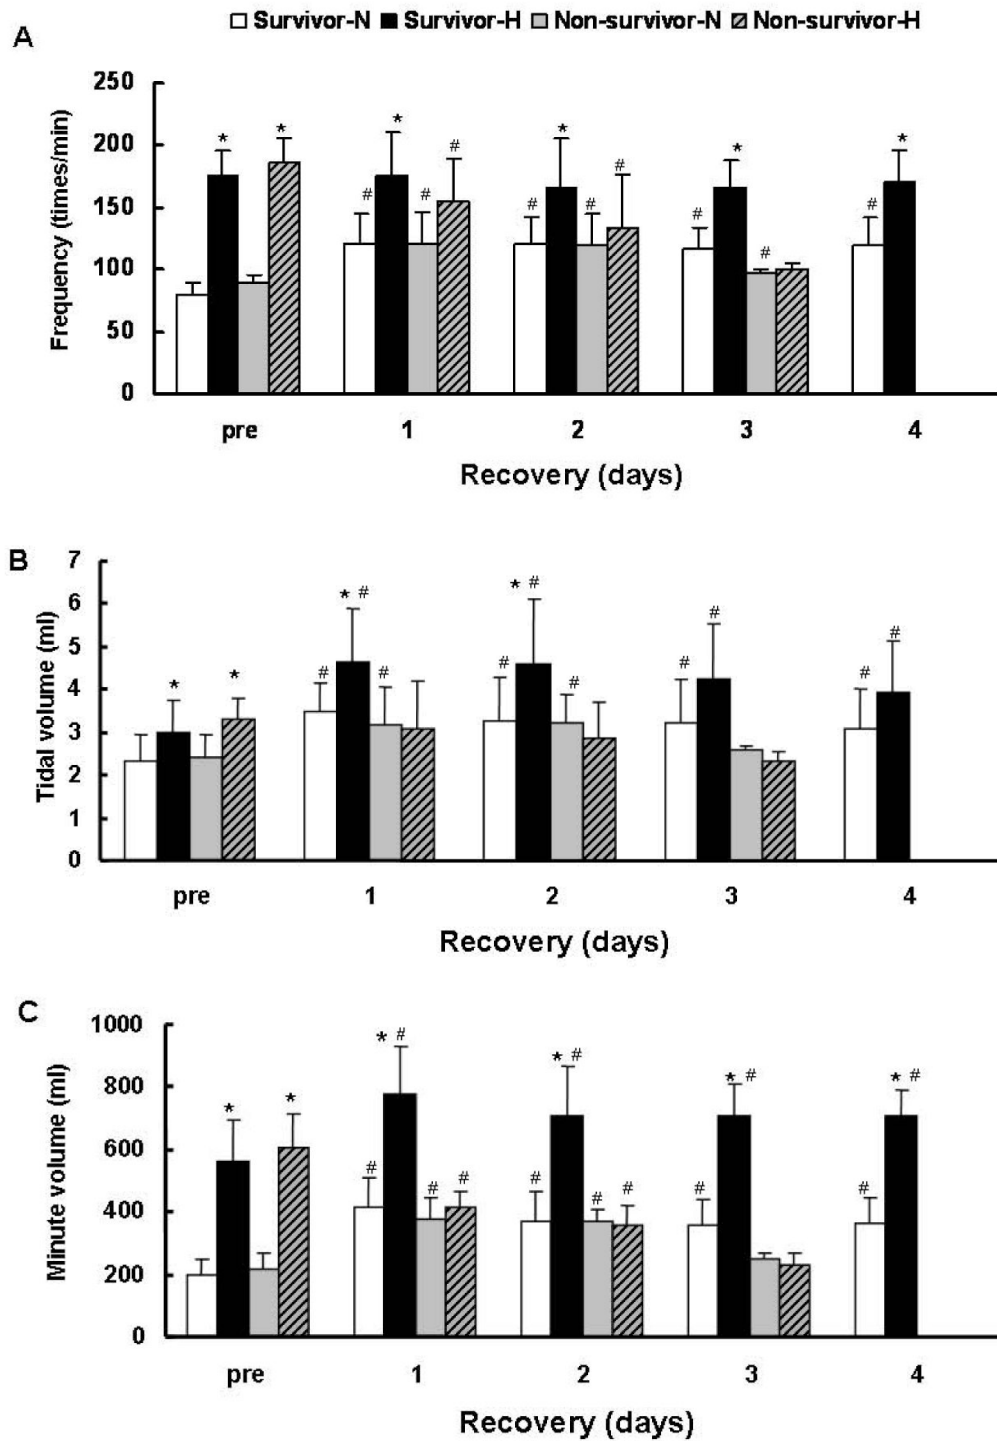 Survivor-N Survivor-H Non-survivor-N Non-survivor-H
A
250
200
150
100
50
0
Frequency (times/min)
* * * # * # # # # # * # # * # # *
pre 1 2 3 4
Recovery (days)
B
7
6
5
4
3
2
1
0
Tidal volume (ml)
* * # * # # # * # # # # # #
pre 1 2 3 4
Recovery (days)
C
1000
800
600
400
200
0
Minute volume (ml)
* * # * # # # # * # # # # * # # * #
pre 1 2 3 4
Recovery (days)